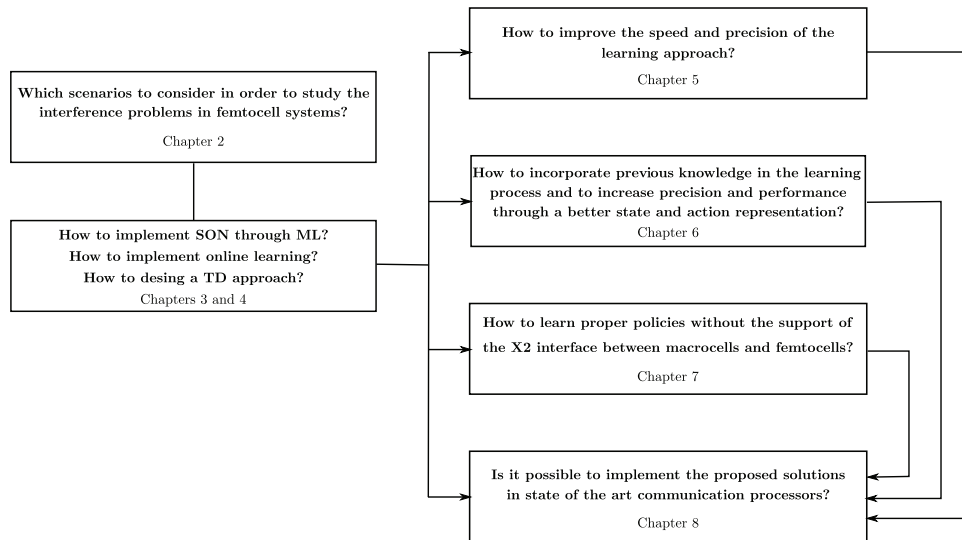 Which scenarios to consider in order to study the
interference problems in femtocell systems?
Chapter 2
How to implement SON through ML?
How to implement online learning?
How to desing a TD approach?
Chapters 3 and 4
How to improve the speed and precision of the
learning approach?
Chapter 5
How to incorporate previous knowledge in the learning
process and to increase precision and performance
through a better state and action representation?
Chapter 6
How to learn proper policies without the support of
the X2 interface between macrocells and femtocells?
Chapter 7
Is it possible to implement the proposed solutions
in state of the art communication processors?
Chapter 8